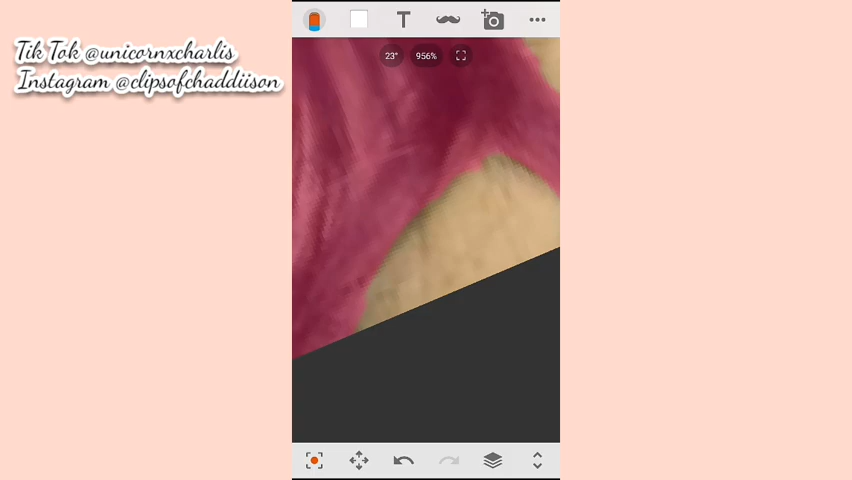 Tik Tok @unicornxcharlis
Instagram @clipsofchaddiison
T
23°
956%